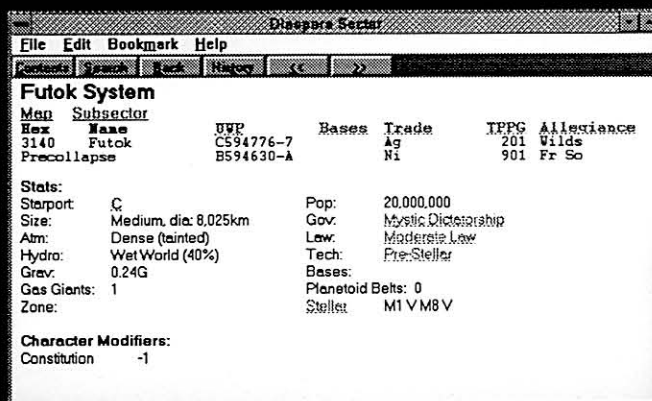 Diaspora Sector
File Edit Bookmark Help
Contents Search Back History << >>
Futok System
Map Subsector
Hex Name UWP Bases Trade TPPG Allegiance
3140 Futok C594776-7 Ag 201 Wilds
Precollapse B594630-A Ni 901 Fr So
Stats:
Starport: C Pop: 20,000,000
Size: Medium, dia: 8,025km Gov: Mystic Dictatorship
Atm: Dense (tainted) Law: Moderate Law
Hydro: Wet World (40%) Tech: Pre-Stellar
Grav: 0.24G Bases:
Gas Giants: 1 Planetoid Belts: 0
Zone: Steller M1 V M8 V
Character Modifiers:
Constitution -1